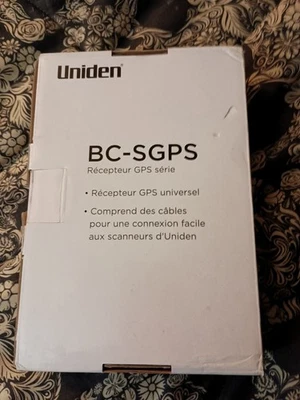 Uniden
BC-SGPS
Récepteur GPS série
• Récepteur GPS universel
• Comprend des câbles
pour une connexion facile
aux scanneurs d'Uniden